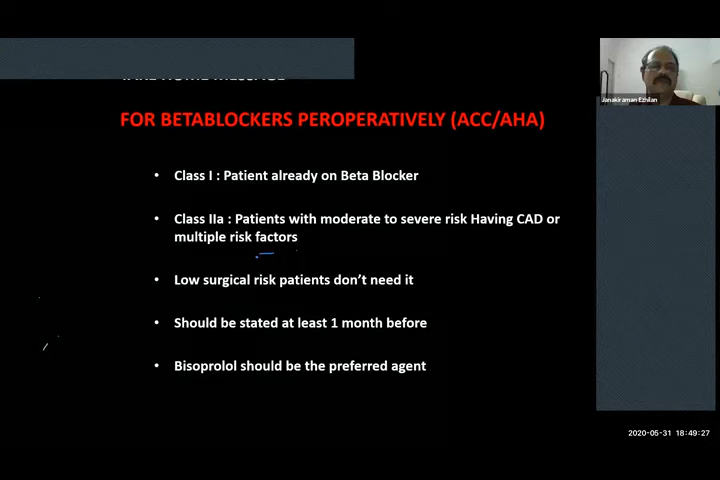 TAKE HOME MESSAGE
FOR BETABLOCKERS PEROPERATIVELY (ACC/AHA)
• Class I : Patient already on Beta Blocker
• Class IIa : Patients with moderate to severe risk Having CAD or
multiple risk factors
• Low surgical risk patients don't need it
• Should be stated at least 1 month before
• Bisoprolol should be the preferred agent
Janakiraman Ezhilan
2020-05-31 18:49:27